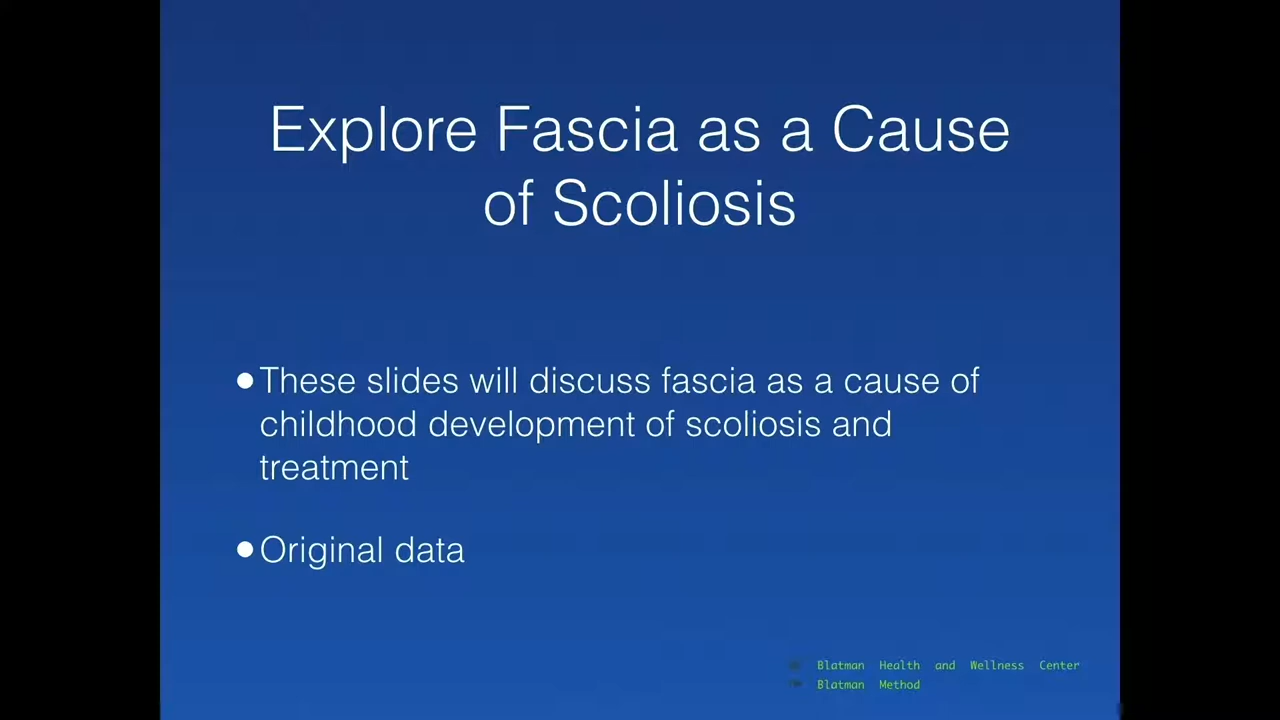 Explore Fascia as a Cause
of Scoliosis
●These slides will discuss fascia as a cause of
childhood development of scoliosis and
treatment
●Original data
Blatman Health and Wellness Center
Blatman Method